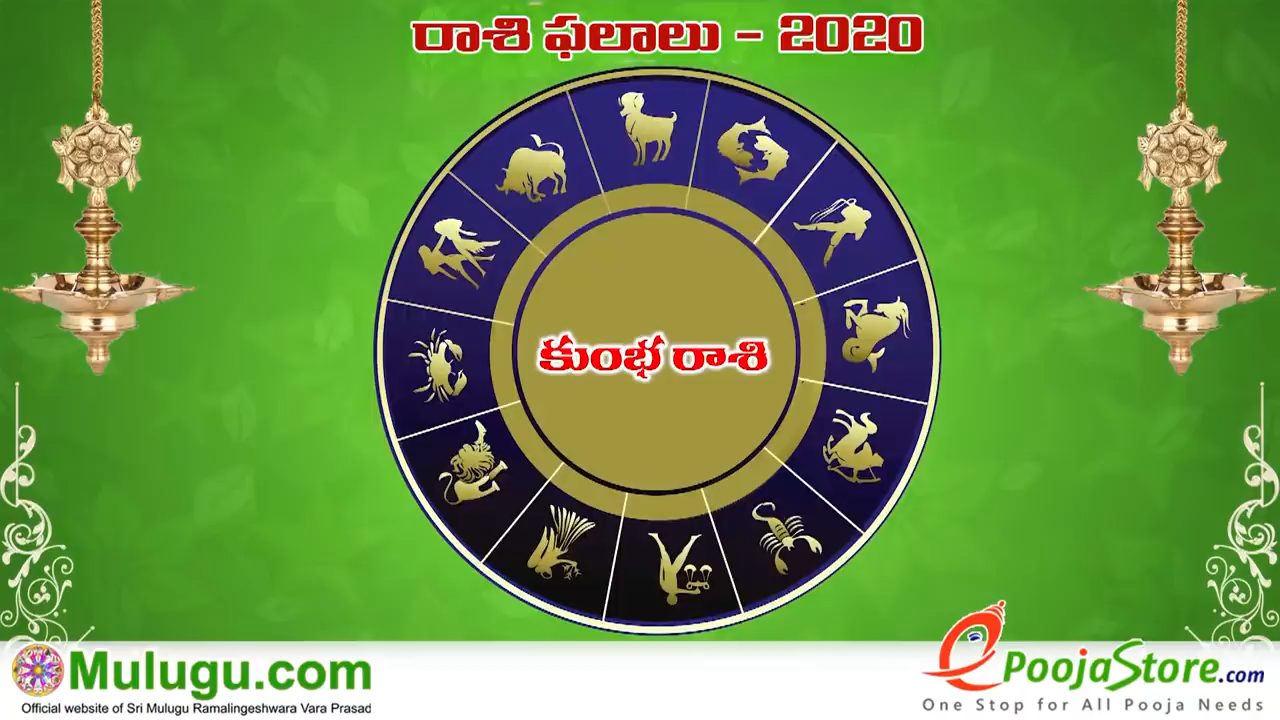 రాశి ఫలాలు - 2020
కుంభ రాశి
Mulugu.com
Official website of Sri Mulugu Ramalingeshwara Vara Prasad
ePoojaStore.com
One Stop for All Pooja Needs